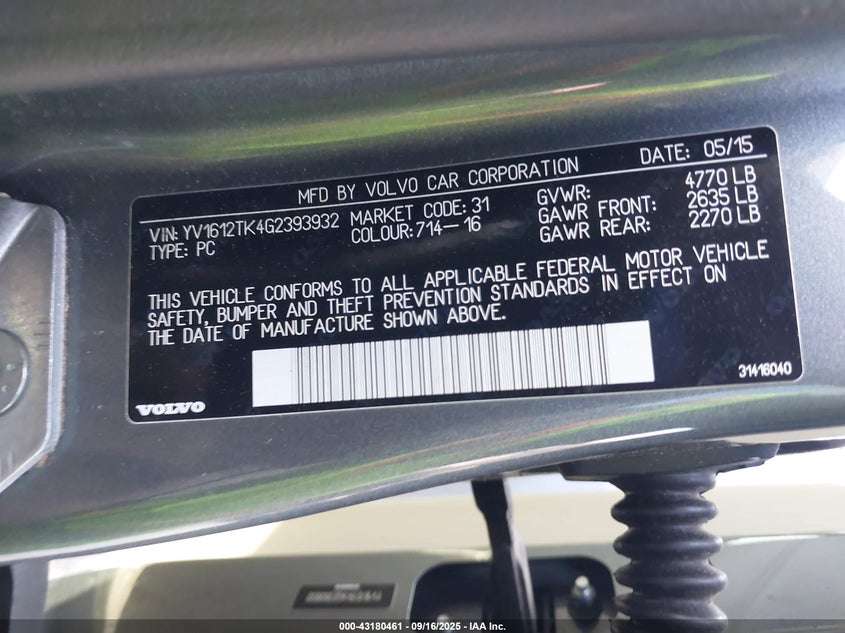 MFD BY VOLVO CAR CORPORATION DATE: 05/15
VIN: YV1612TK4G2393932 MARKET CODE: 31 GVWR: 4770 LB
TYPE: PC COLOUR: 714-16 GAWR FRONT: 2635 LB
GAWR REAR: 2270 LB
THIS VEHICLE CONFORMS TO ALL APPLICABLE FEDERAL MOTOR VEHICLE
SAFETY, BUMPER AND THEFT PREVENTION STANDARDS IN EFFECT ON
THE DATE OF MANUFACTURE SHOWN ABOVE.
31416040
VOLVO
000-43180461 - 09/16/2025 - IAA Inc.